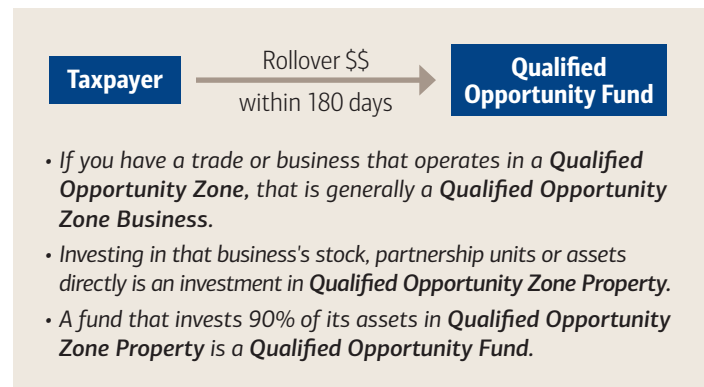 Taxpayer
Rollover $$
within 180 days
Qualified
Opportunity Fund
• If you have a trade or business that operates in a Qualified
Opportunity Zone, that is generally a Qualified Opportunity
Zone Business.
• Investing in that business's stock, partnership units or assets
directly is an investment in Qualified Opportunity Zone Property.
• A fund that invests 90% of its assets in Qualified Opportunity
Zone Property is a Qualified Opportunity Fund.